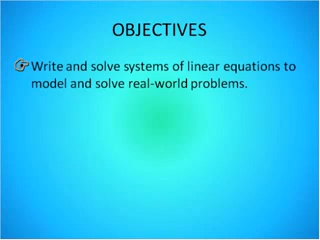 OBJECTIVES
Write and solve systems of linear equations to
model and solve real-world problems.